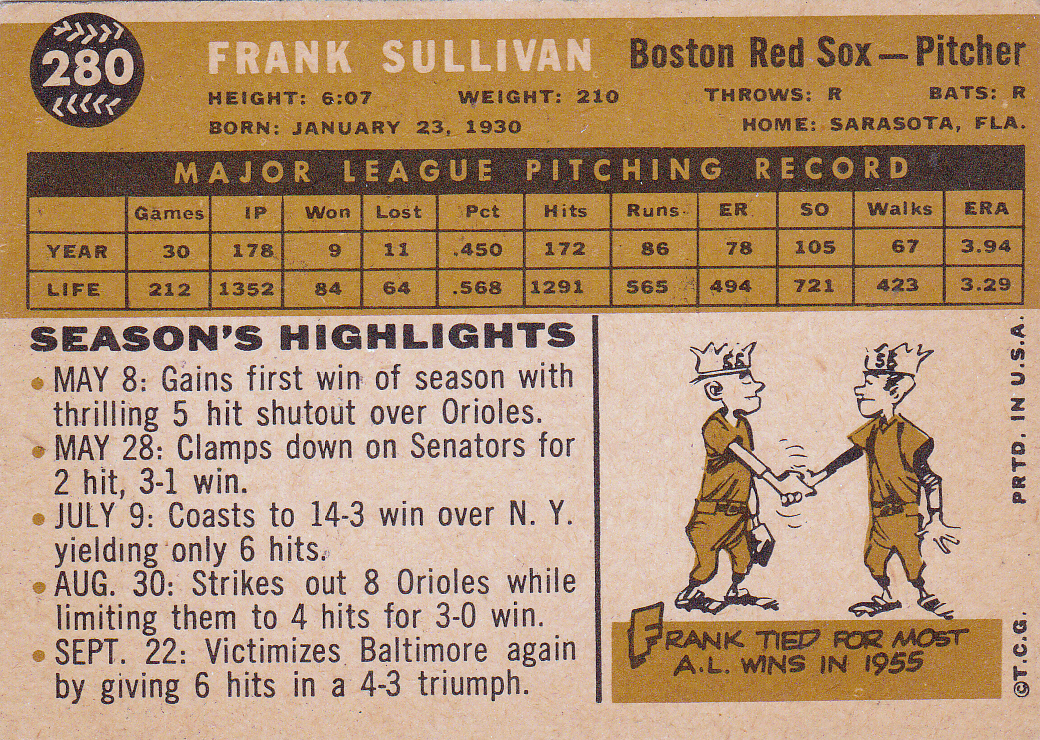 280
FRANK SULLIVAN Boston Red Sox — Pitcher
HEIGHT: 6:07 WEIGHT: 210 THROWS: R BATS: R
BORN: JANUARY 23, 1930 HOME: SARASOTA, FLA.
MAJOR LEAGUE PITCHING RECORD
Games IP Won Lost Pct Hits Runs ER SO Walks ERA
YEAR 30 178 9 11 .450 172 86 78 105 67 3.94
LIFE 212 1352 84 64 .568 1291 565 494 721 423 3.29
SEASON'S HIGHLIGHTS
• MAY 8: Gains first win of season with
thrilling 5 hit shutout over Orioles.
• MAY 28: Clamps down on Senators for
2 hit, 3-1 win.
• JULY 9: Coasts to 14-3 win over N. Y.
yielding only 6 hits.
• AUG. 30: Strikes out 8 Orioles while
limiting them to 4 hits for 3-0 win.
• SEPT. 22: Victimizes Baltimore again
by giving 6 hits in a 4-3 triumph.
55
55
FRANK TIED FOR MOST
A.L. WINS IN 1955
©T.C.G. PRTD. IN U.S.A.